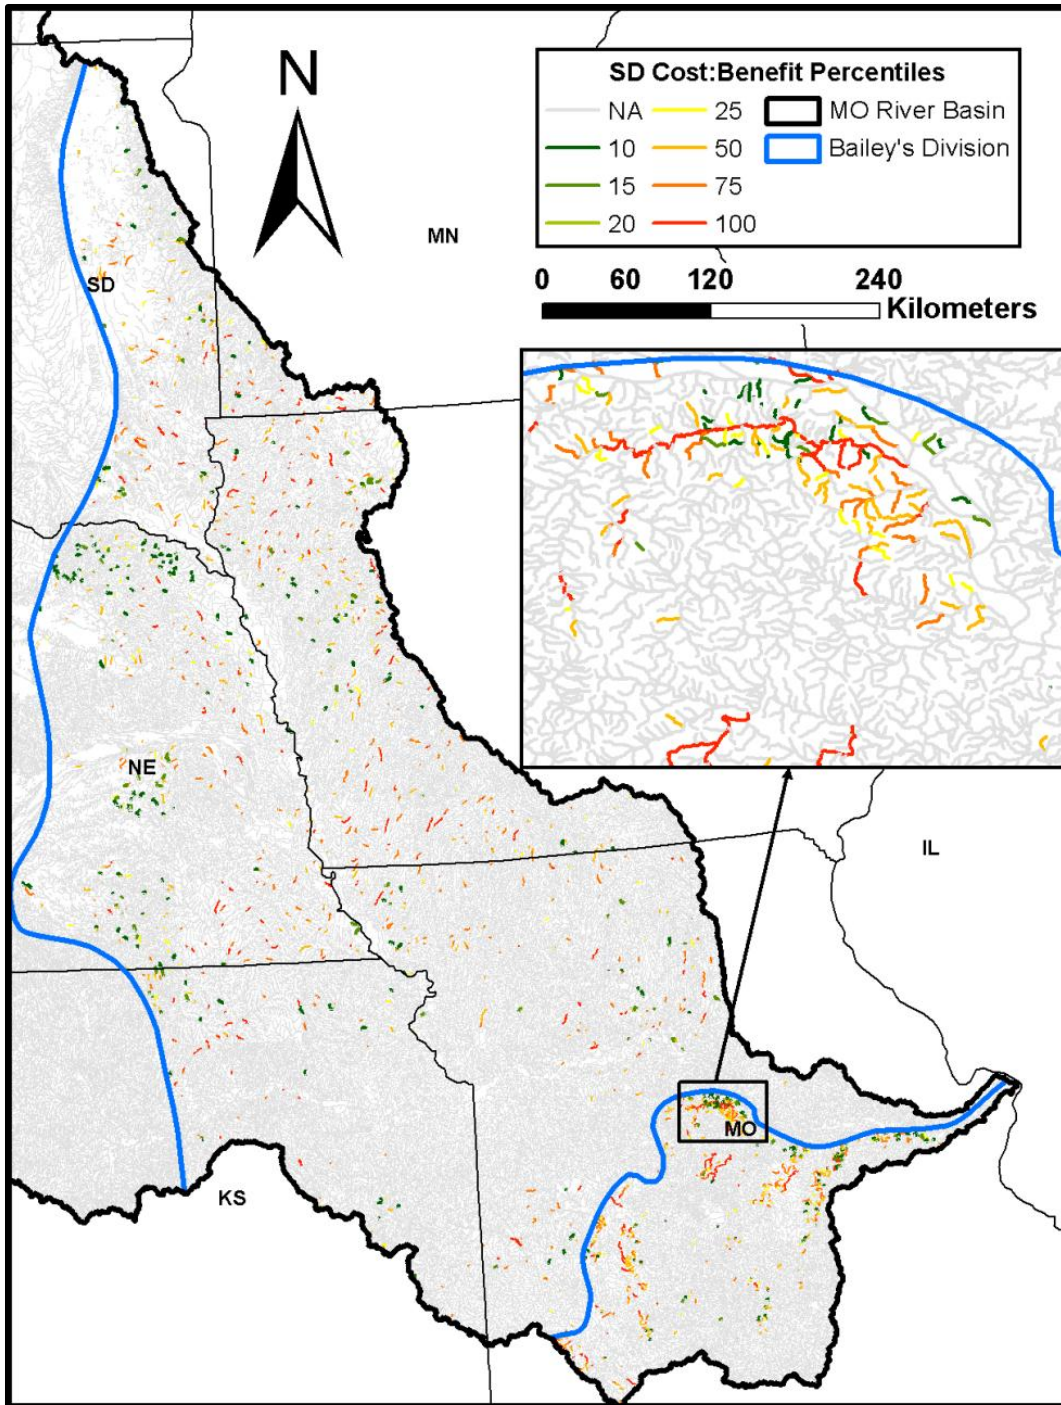 N
SD Cost:Benefit Percentiles
NA 25 MO River Basin
10 50 Bailey's Division
15 75
20 100
MN
0 60 120 240
Kilometers
SD
NE
IL
MO
KS